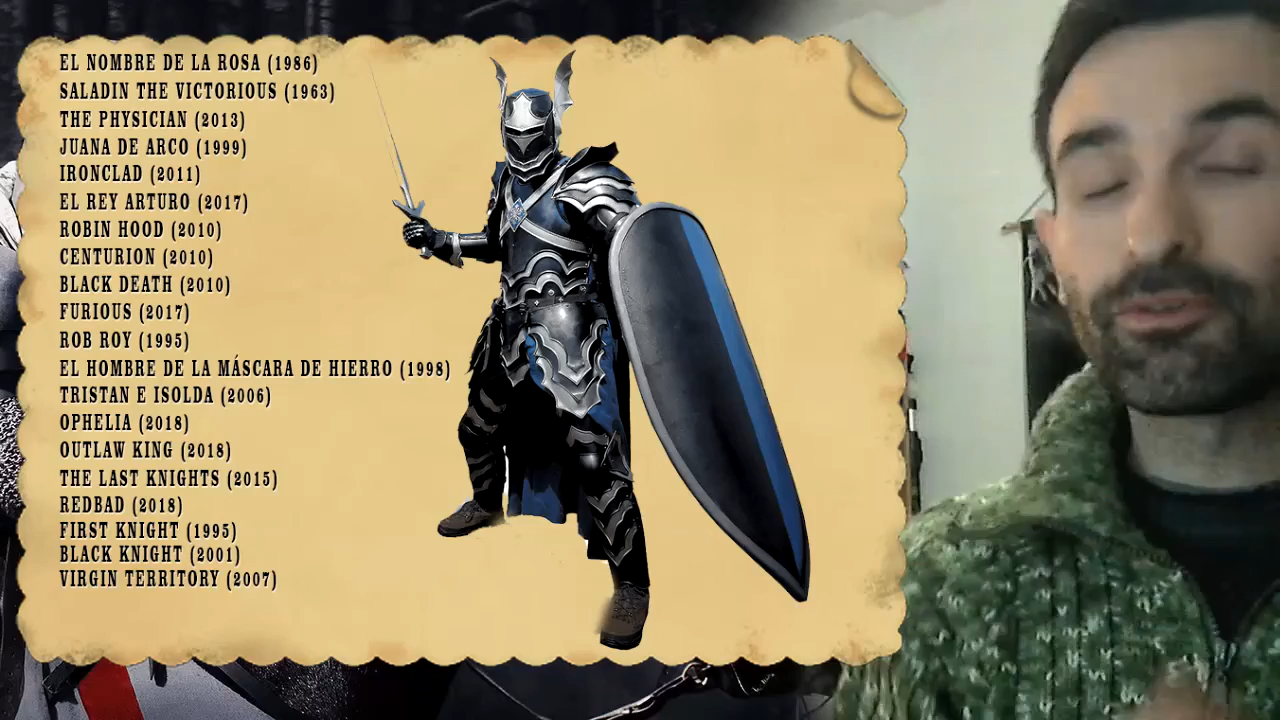 EL NOMBRE DE LA ROSA (1986)
SALADIN THE VICTORIOUS (1963)
THE PHYSICIAN (2013)
JUANA DE ARCO (1999)
IRONCLAD (2011)
EL REY ARTURO (2017)
ROBIN HOOD (2010)
CENTURION (2010)
BLACK DEATH (2010)
FURIOUS (2017)
ROB ROY (1995)
EL HOMBRE DE LA MÁSCARA DE HIERRO (1998)
TRISTAN E ISOLDA (2006)
OPHELIA (2018)
OUTLAW KING (2018)
THE LAST KNIGHTS (2015)
REDBAD (2018)
FIRST KNIGHT (1995)
BLACK KNIGHT (2001)
VIRGIN TERRITORY (2007)